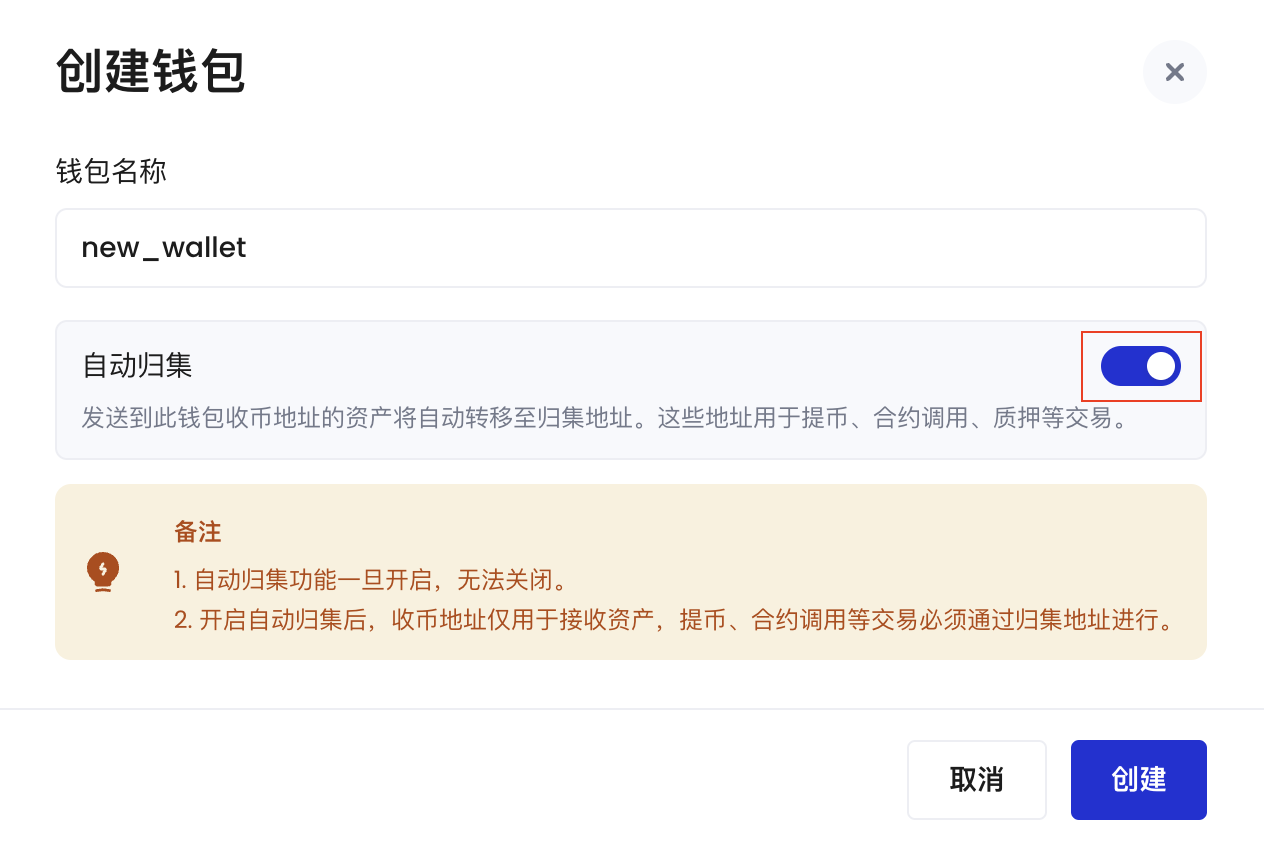 创建钱包
钱包名称
new_wallet
自动归集
发送到此钱包收币地址的资产将自动转移至归集地址。这些地址用于提币、合约调用、质押等交易。
备注
1. 自动归集功能一旦开启，无法关闭。
2. 开启自动归集后，收币地址仅用于接收资产，提币、合约调用等交易必须通过归集地址进行。
取消
创建